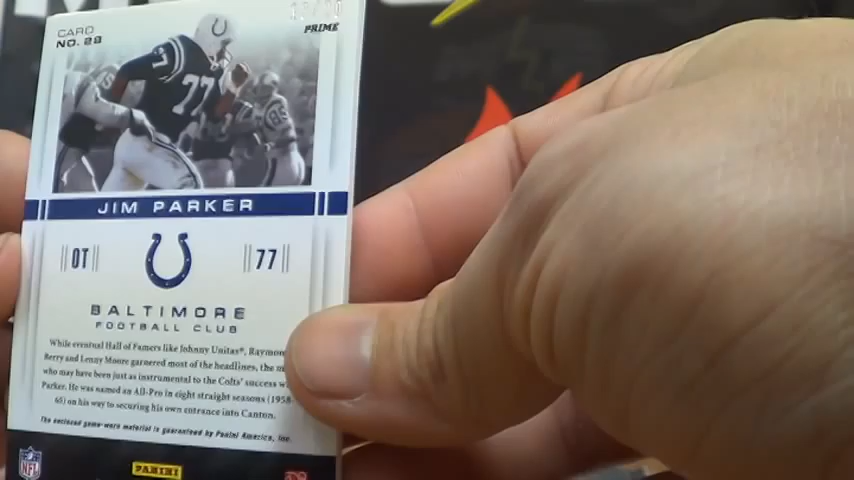 CARD
NO. 28
PRIME
77
77
85
JIM PARKER
OT
77
BALTIMORE
FOOTBALL CLUB
While eventual Hall of Famers like Johnny Unitas®,
Berry and Lenny Moore garnered most of the headlines, the
who may have been just as instrumental to the Colts' success
Parker. He was named an All-Pro in eight straight seasons (1958-
65) on his way to securing his own entrance into Canton.
The enclosed game-worn material is guaranteed by Panini America, Inc.
NFL
PANINI